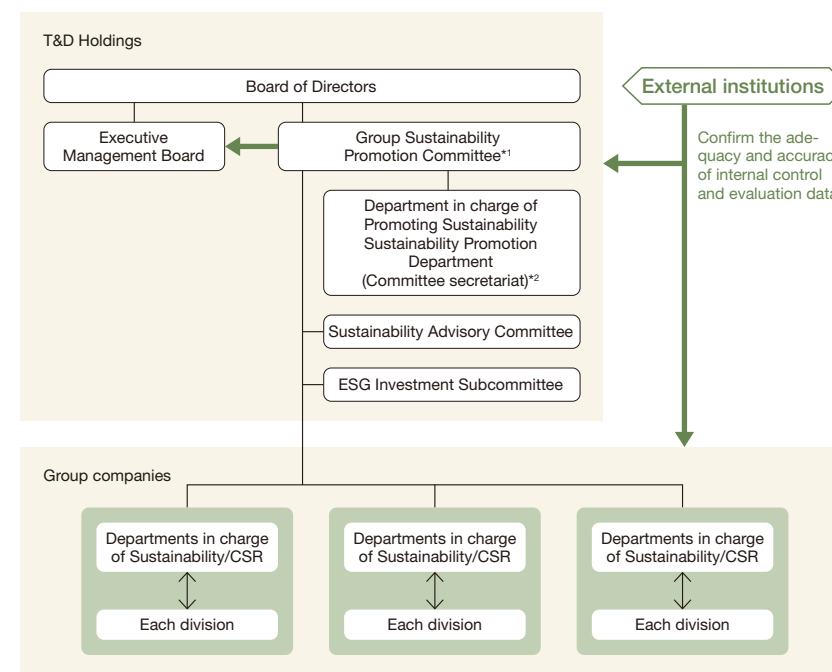 T&D Holdings
Board of Directors
Executive
Management Board
Group Sustainability
Promotion Committee*1
Department in charge of
Promoting Sustainability
Sustainability Promotion
Department
(Committee secretariat)*2
Sustainability Advisory Committee
ESG Investment Subcommittee
External institutions
Confirm the ade-
quacy and accurac
of internal control
and evaluation data
Group companies
Departments in charge
of Sustainability/CSR
Each division
Departments in charge
of Sustainability/CSR
Each division
Departments in charge
of Sustainability/CSR
Each division